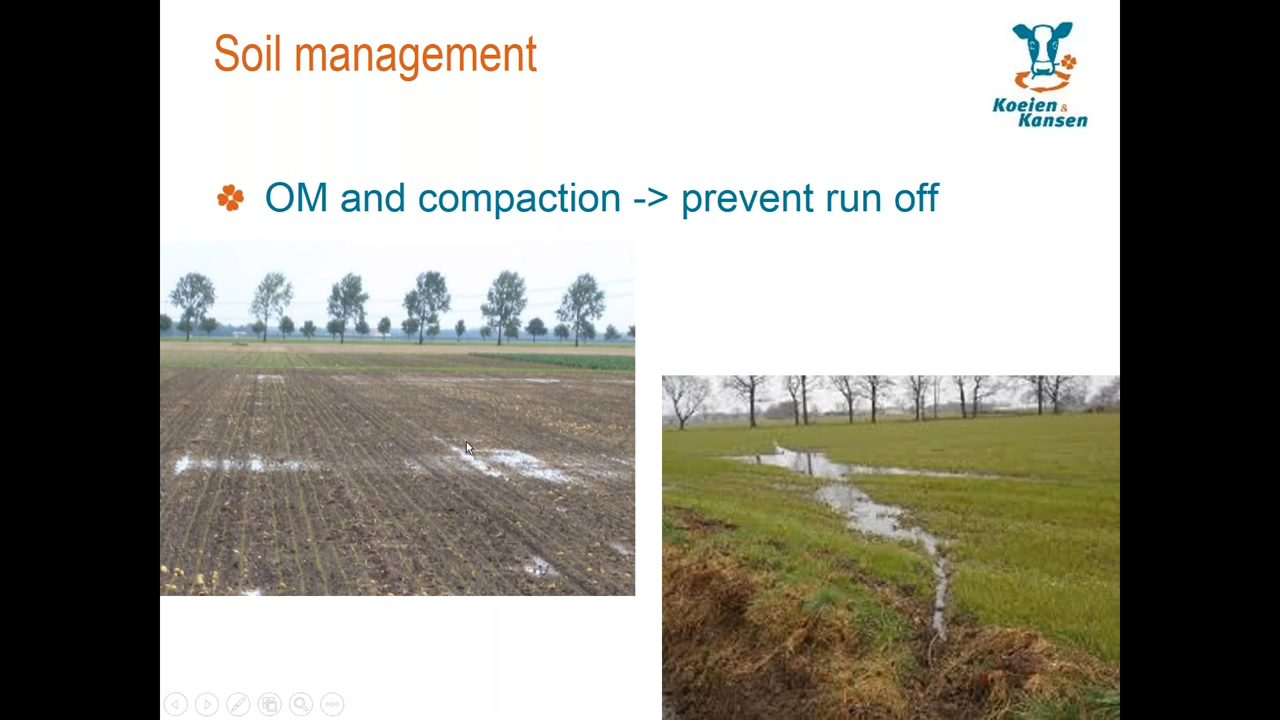 Soil management
Koeien &
Kansen
OM and compaction -> prevent run off